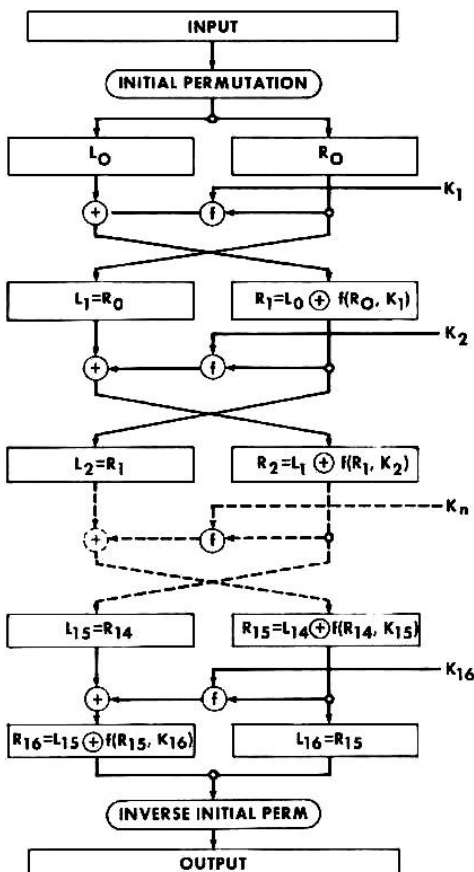 INPUT
INITIAL PERMUTATION
L0
R0
K1
+
f
L1=R0
R1=L0 ⊕ f(R0, K1)
K2
+
f
L2=R1
R2=L1 ⊕ f(R1, K2)
Kn
+
f
L15=R14
R15=L14 ⊕ f(R14, K15)
K16
+
f
R16=L15 ⊕ f(R15, K16)
L16=R15
INVERSE INITIAL PERM
OUTPUT